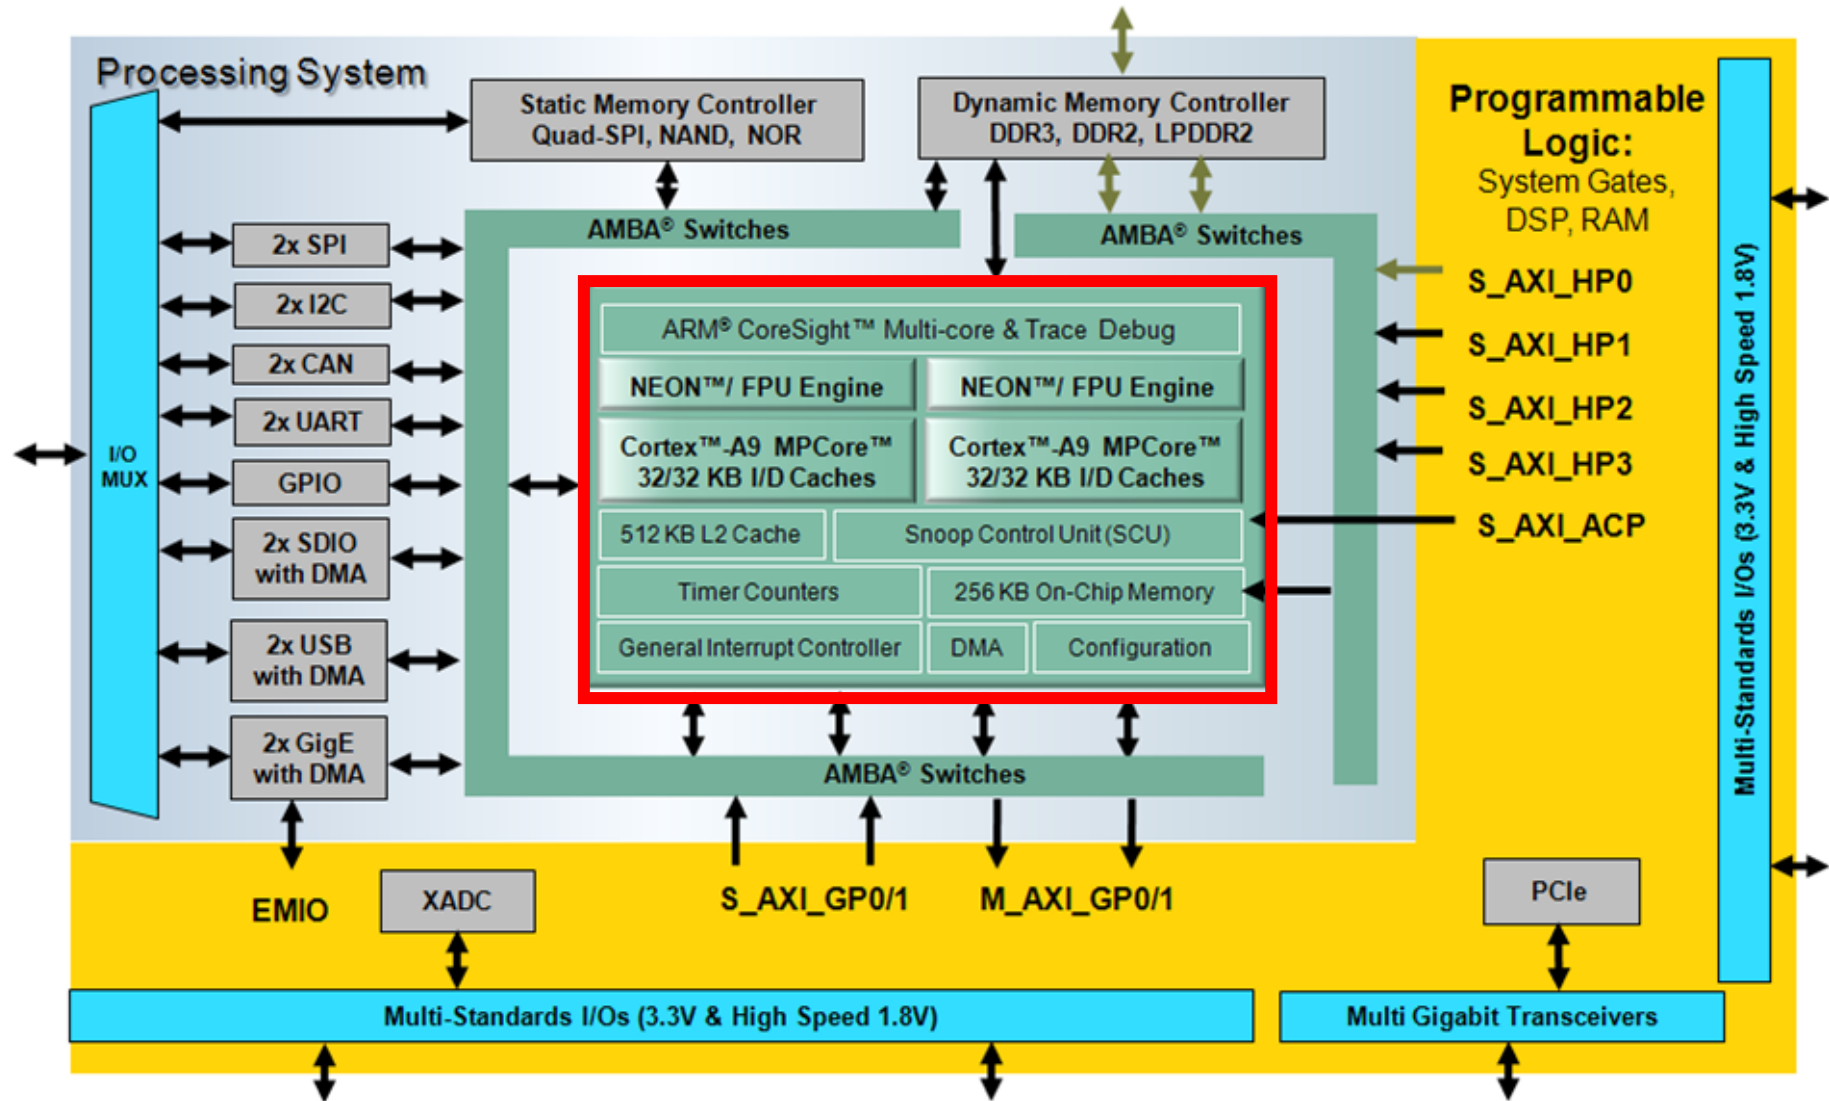 Processing System
Static Memory Controller
Quad-SPI, NAND, NOR
Dynamic Memory Controller
DDR3, DDR2, LPDDR2
Programmable
Logic:
System Gates,
DSP, RAM
AMBA® Switches
AMBA® Switches
I/O
MUX
2x SPI
2x I2C
2x CAN
2x UART
GPIO
2x SDIO
with DMA
2x USB
with DMA
2x GigE
with DMA
ARM® CoreSight™ Multi-core & Trace Debug
NEON™/ FPU Engine
NEON™/ FPU Engine
Cortex™-A9 MPCore™
32/32 KB I/D Caches
Cortex™-A9 MPCore™
32/32 KB I/D Caches
512 KB L2 Cache
Snoop Control Unit (SCU)
Timer Counters
256 KB On-Chip Memory
General Interrupt Controller
DMA
Configuration
AMBA® Switches
S_AXI_HP0
S_AXI_HP1
S_AXI_HP2
S_AXI_HP3
S_AXI_ACP
Multi-Standards I/Os (3.3V & High Speed 1.8V)
EMIO
XADC
S_AXI_GP0/1
M_AXI_GP0/1
PCIe
Multi-Standards I/Os (3.3V & High Speed 1.8V)
Multi Gigabit Transceivers